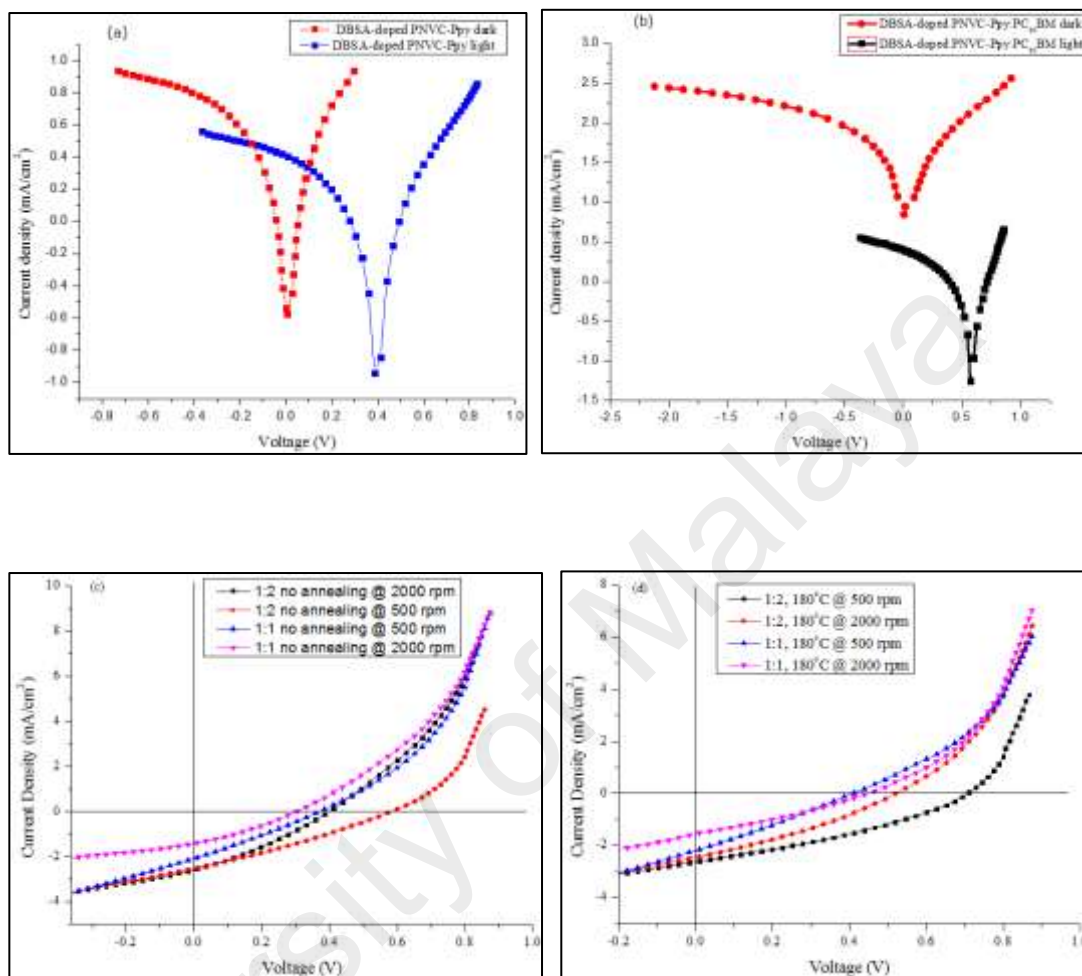 (a)
DBSA-doped PNVC-Ppy dark
DBSA-doped PNVC-Ppy light
1.0
0.8
0.6
0.4
0.2
0.0
-0.2
-0.4
-0.6
-0.8
-1.0
Current density (mA/cm²)
-0.8 -0.6 -0.4 -0.2 0.0 0.2 0.4 0.6 0.8 1.0
Voltage (V)
(b)
DBSA-doped PNVC-Ppy PC BM dark
DBSA-doped PNVC-Ppy PC BM light
3.0
2.5
2.0
1.5
1.0
0.5
0.0
-0.5
-1.0
-1.5
Current density (mA/cm²)
-2.5 -2.0 -1.5 -1.0 -0.5 0.0 0.5 1.0
Voltage (V)
(c)
1:2 no annealing @ 2000 rpm
1:2 no annealing @ 500 rpm
1:1 no annealing @ 500 rpm
1:1 no annealing @ 2000 rpm
10
8
6
4
2
0
-2
-4
Current Density (mA/cm²)
-0.2 0.0 0.2 0.4 0.6 0.8 1.0
Voltage (V)
(d)
1:2, 180°C @ 500 rpm
1:2, 180°C @ 2000 rpm
1:1, 180°C @ 500 rpm
1:1, 180°C @ 2000 rpm
8
6
4
2
0
-2
-4
Current Density (mA/cm²)
-0.2 0.0 0.2 0.4 0.6 0.8 1.0
Voltage (V)
ersity of Malaya